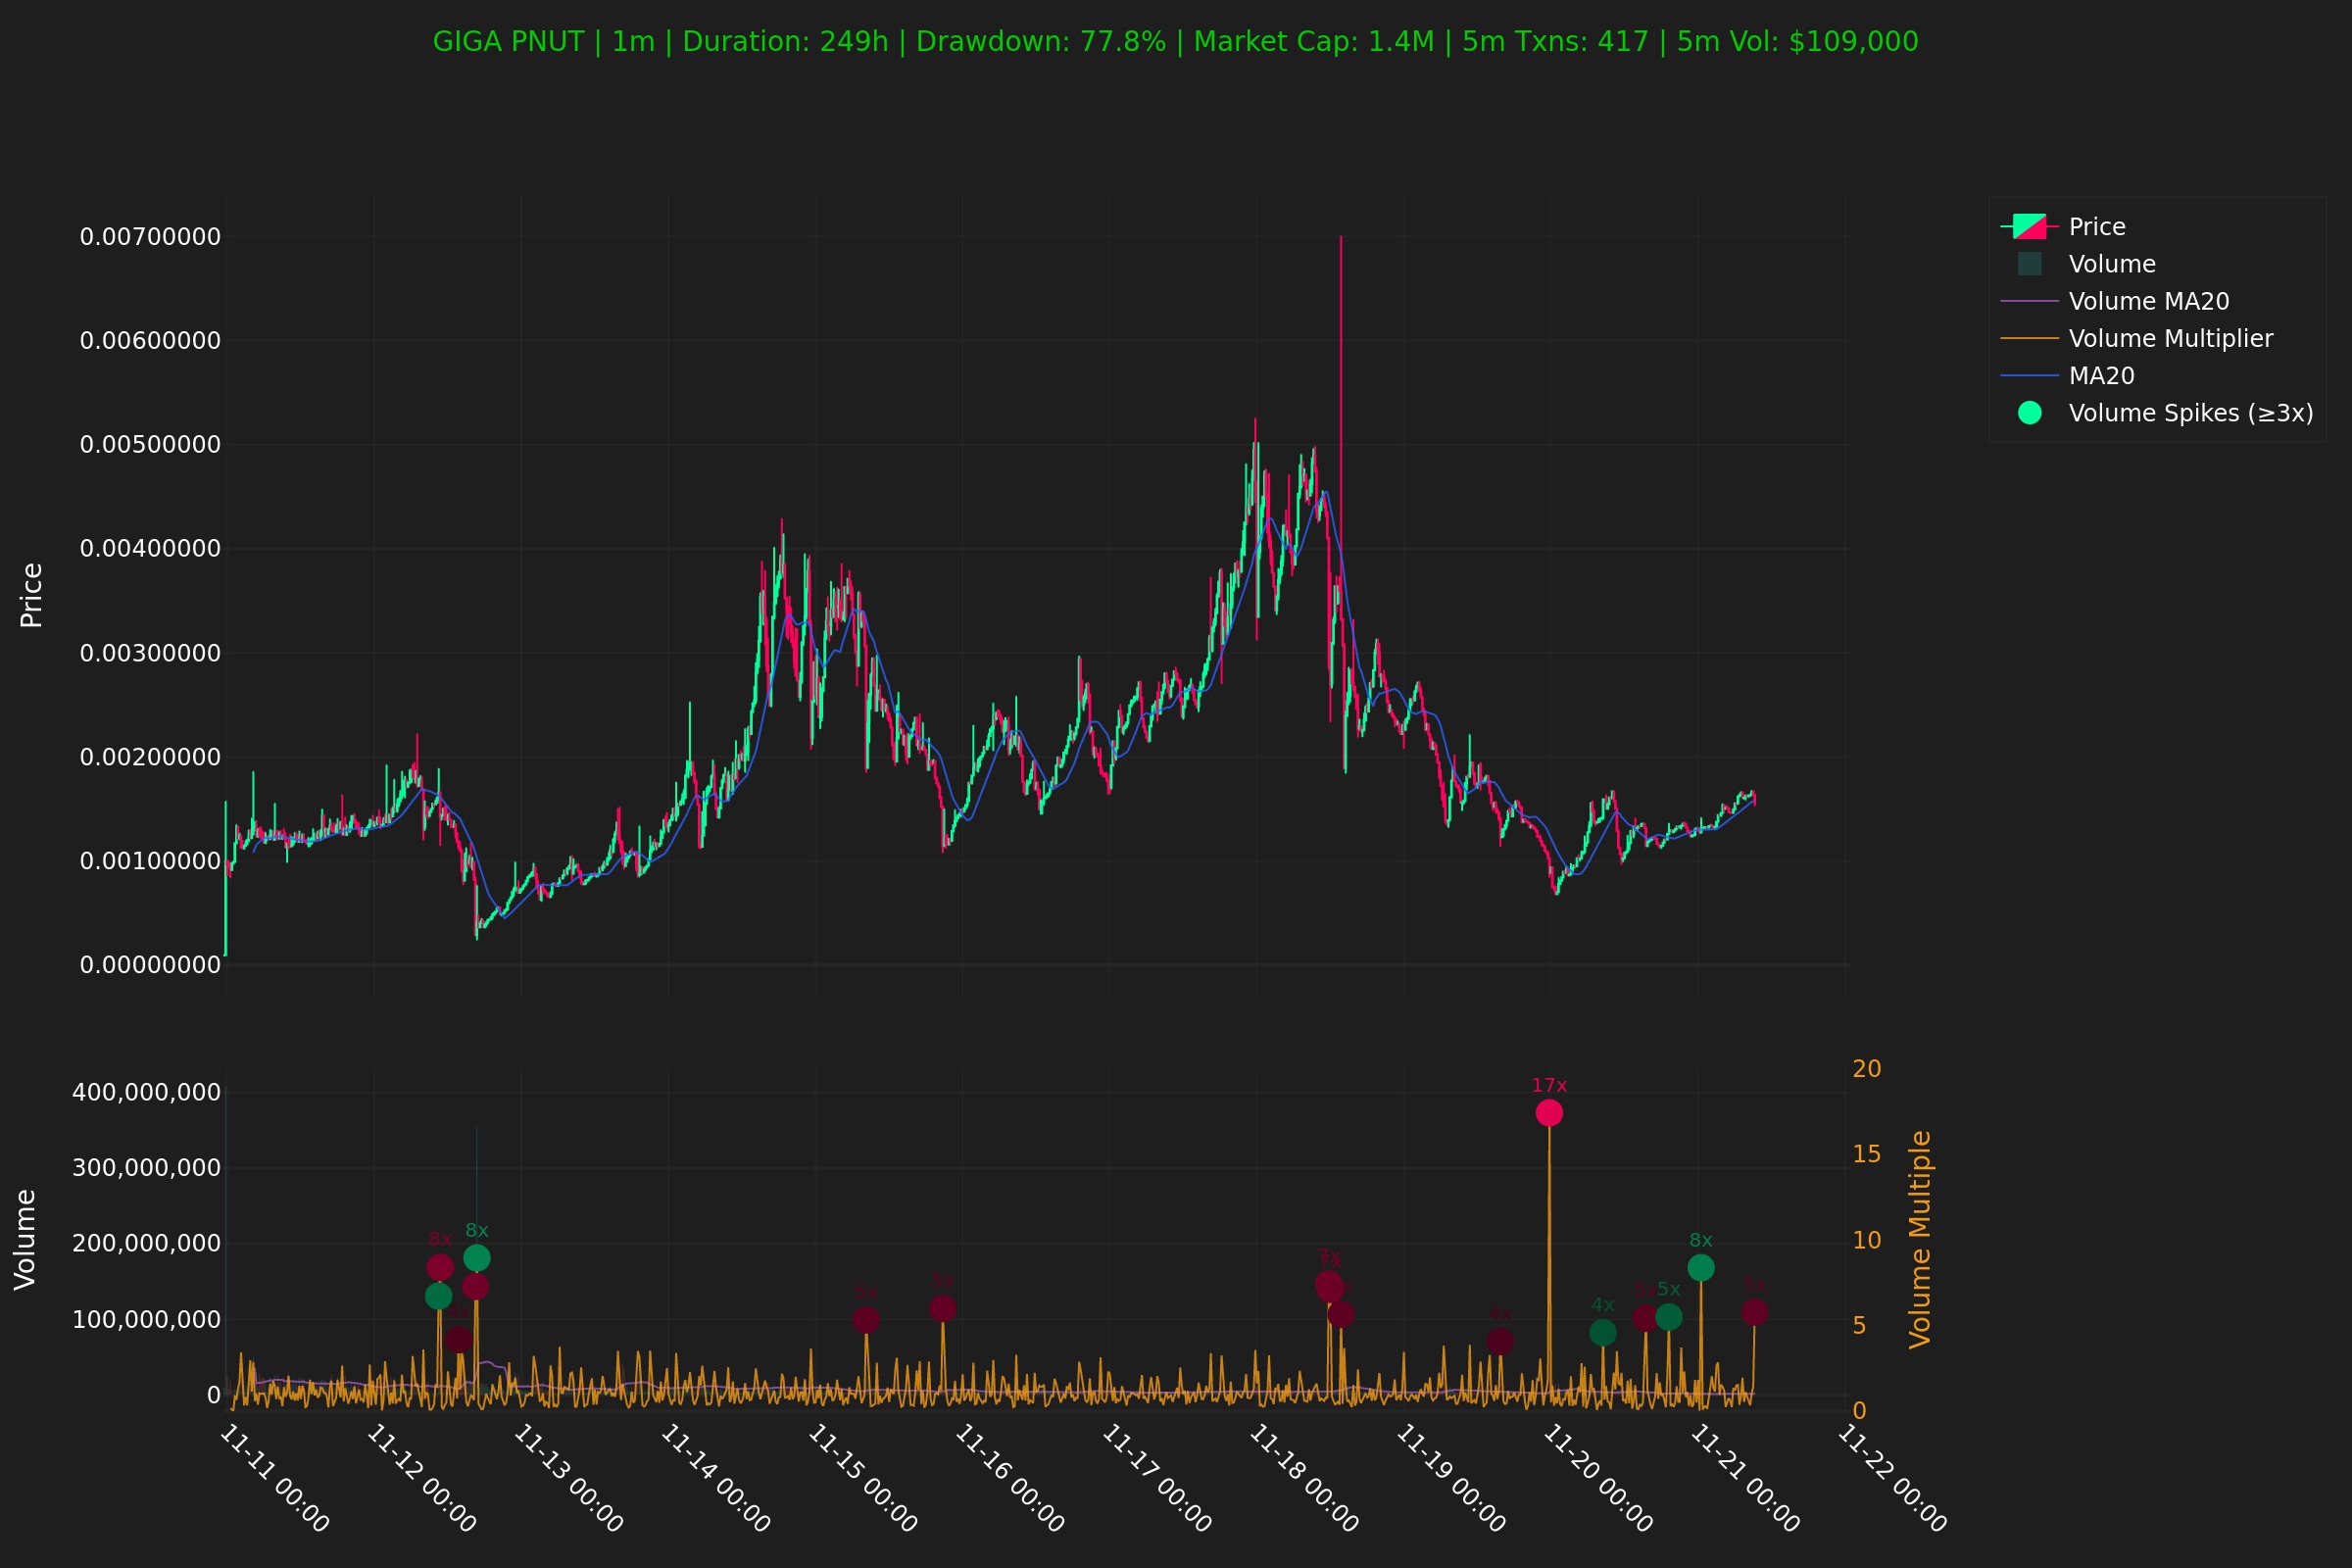 GIGA PNUT | 1m | Duration: 249h | Drawdown: 77.8% | Market Cap: 1.4M | 5m Txns: 417 | 5m Vol: $109,000
Price
0.00700000
0.00600000
0.00500000
0.00400000
0.00300000
0.00200000
0.00100000
0.00000000
Price
Volume
Volume MA20
Volume Multiplier
MA20
Volume Spikes (≥3x)
Volume
400,000,000
300,000,000
200,000,000
100,000,000
0
8x
8x
5x
5x
7x
4x
17x
4x
5x
8x
5x
20
15
10
5
0
Volume Multiple
11-11 00:00
11-12 00:00
11-13 00:00
11-14 00:00
11-15 00:00
11-16 00:00
11-17 00:00
11-18 00:00
11-19 00:00
11-20 00:00
11-21 00:00
11-22 00:00